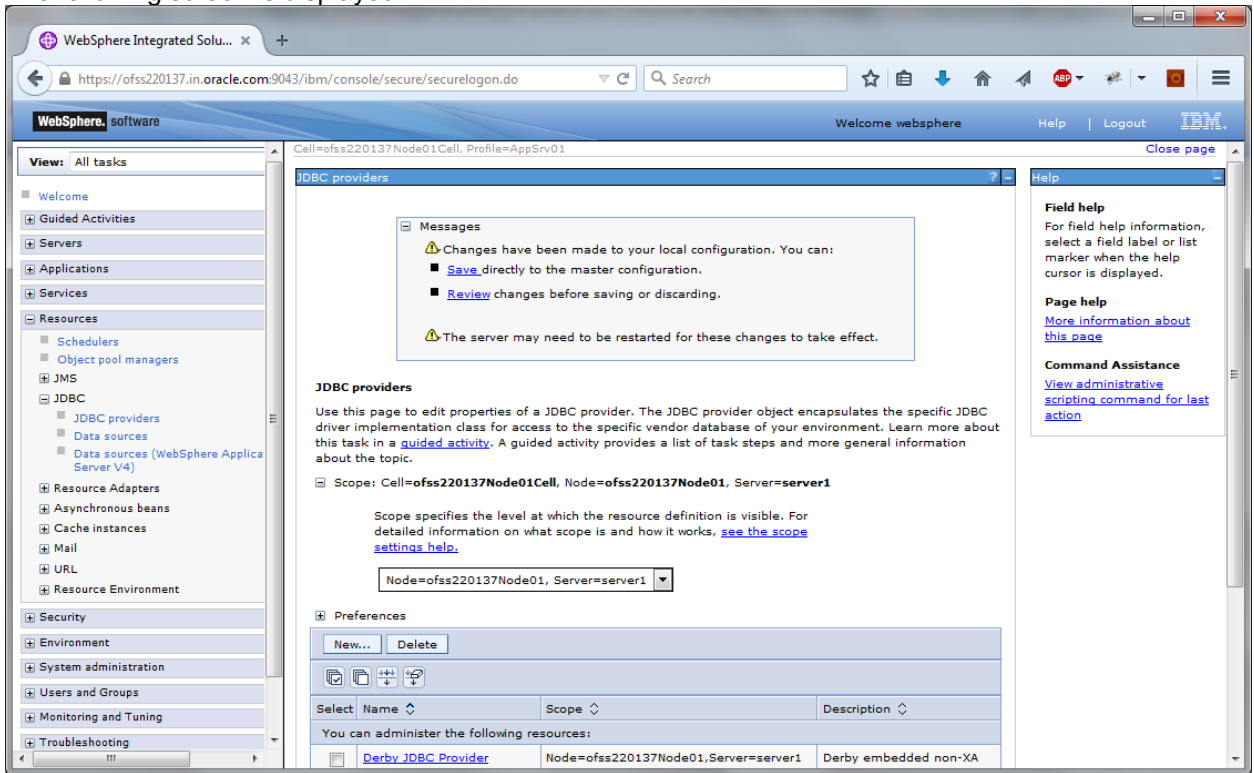 WebSphere Integrated Solu...
https://ofss220137.in.oracle.com:9043/ibm/console/secure/securelogon.do
Search
ABP
WebSphere. software
Welcome websphere
Help | Logout
IBM.
View: All tasks
Welcome
Guided Activities
Servers
Applications
Services
Resources
Schedulers
Object pool managers
JMS
JDBC
JDBC providers
Data sources
Data sources (WebSphere Applica
Server V4)
Resource Adapters
Asynchronous beans
Cache instances
Mail
URL
Resource Environment
Security
Environment
System administration
Users and Groups
Monitoring and Tuning
Troubleshooting
Cell=ofss220137Node01Cell, Profile=AppSrv01
Close page
JDBC providers
? -
Messages
Changes have been made to your local configuration. You can:
Save directly to the master configuration.
Review changes before saving or discarding.
The server may need to be restarted for these changes to take effect.
JDBC providers
Use this page to edit properties of a JDBC provider. The JDBC provider object encapsulates the specific JDBC
driver implementation class for access to the specific vendor database of your environment. Learn more about
this task in a guided activity. A guided activity provides a list of task steps and more general information
about the topic.
Scope: Cell=ofss220137Node01Cell, Node=ofss220137Node01, Server=server1
Scope specifies the level at which the resource definition is visible. For
detailed information on what scope is and how it works, see the scope
settings help.
Node=ofss220137Node01, Server=server1
Preferences
New... Delete
Select Name Scope Description
You can administer the following resources:
Derby JDBC Provider Node=ofss220137Node01,Server=server1 Derby embedded non-XA
Help
Field help
For field help information,
select a field label or list
marker when the help
cursor is displayed.
Page help
More information about
this page
Command Assistance
View administrative
scripting command for last
action